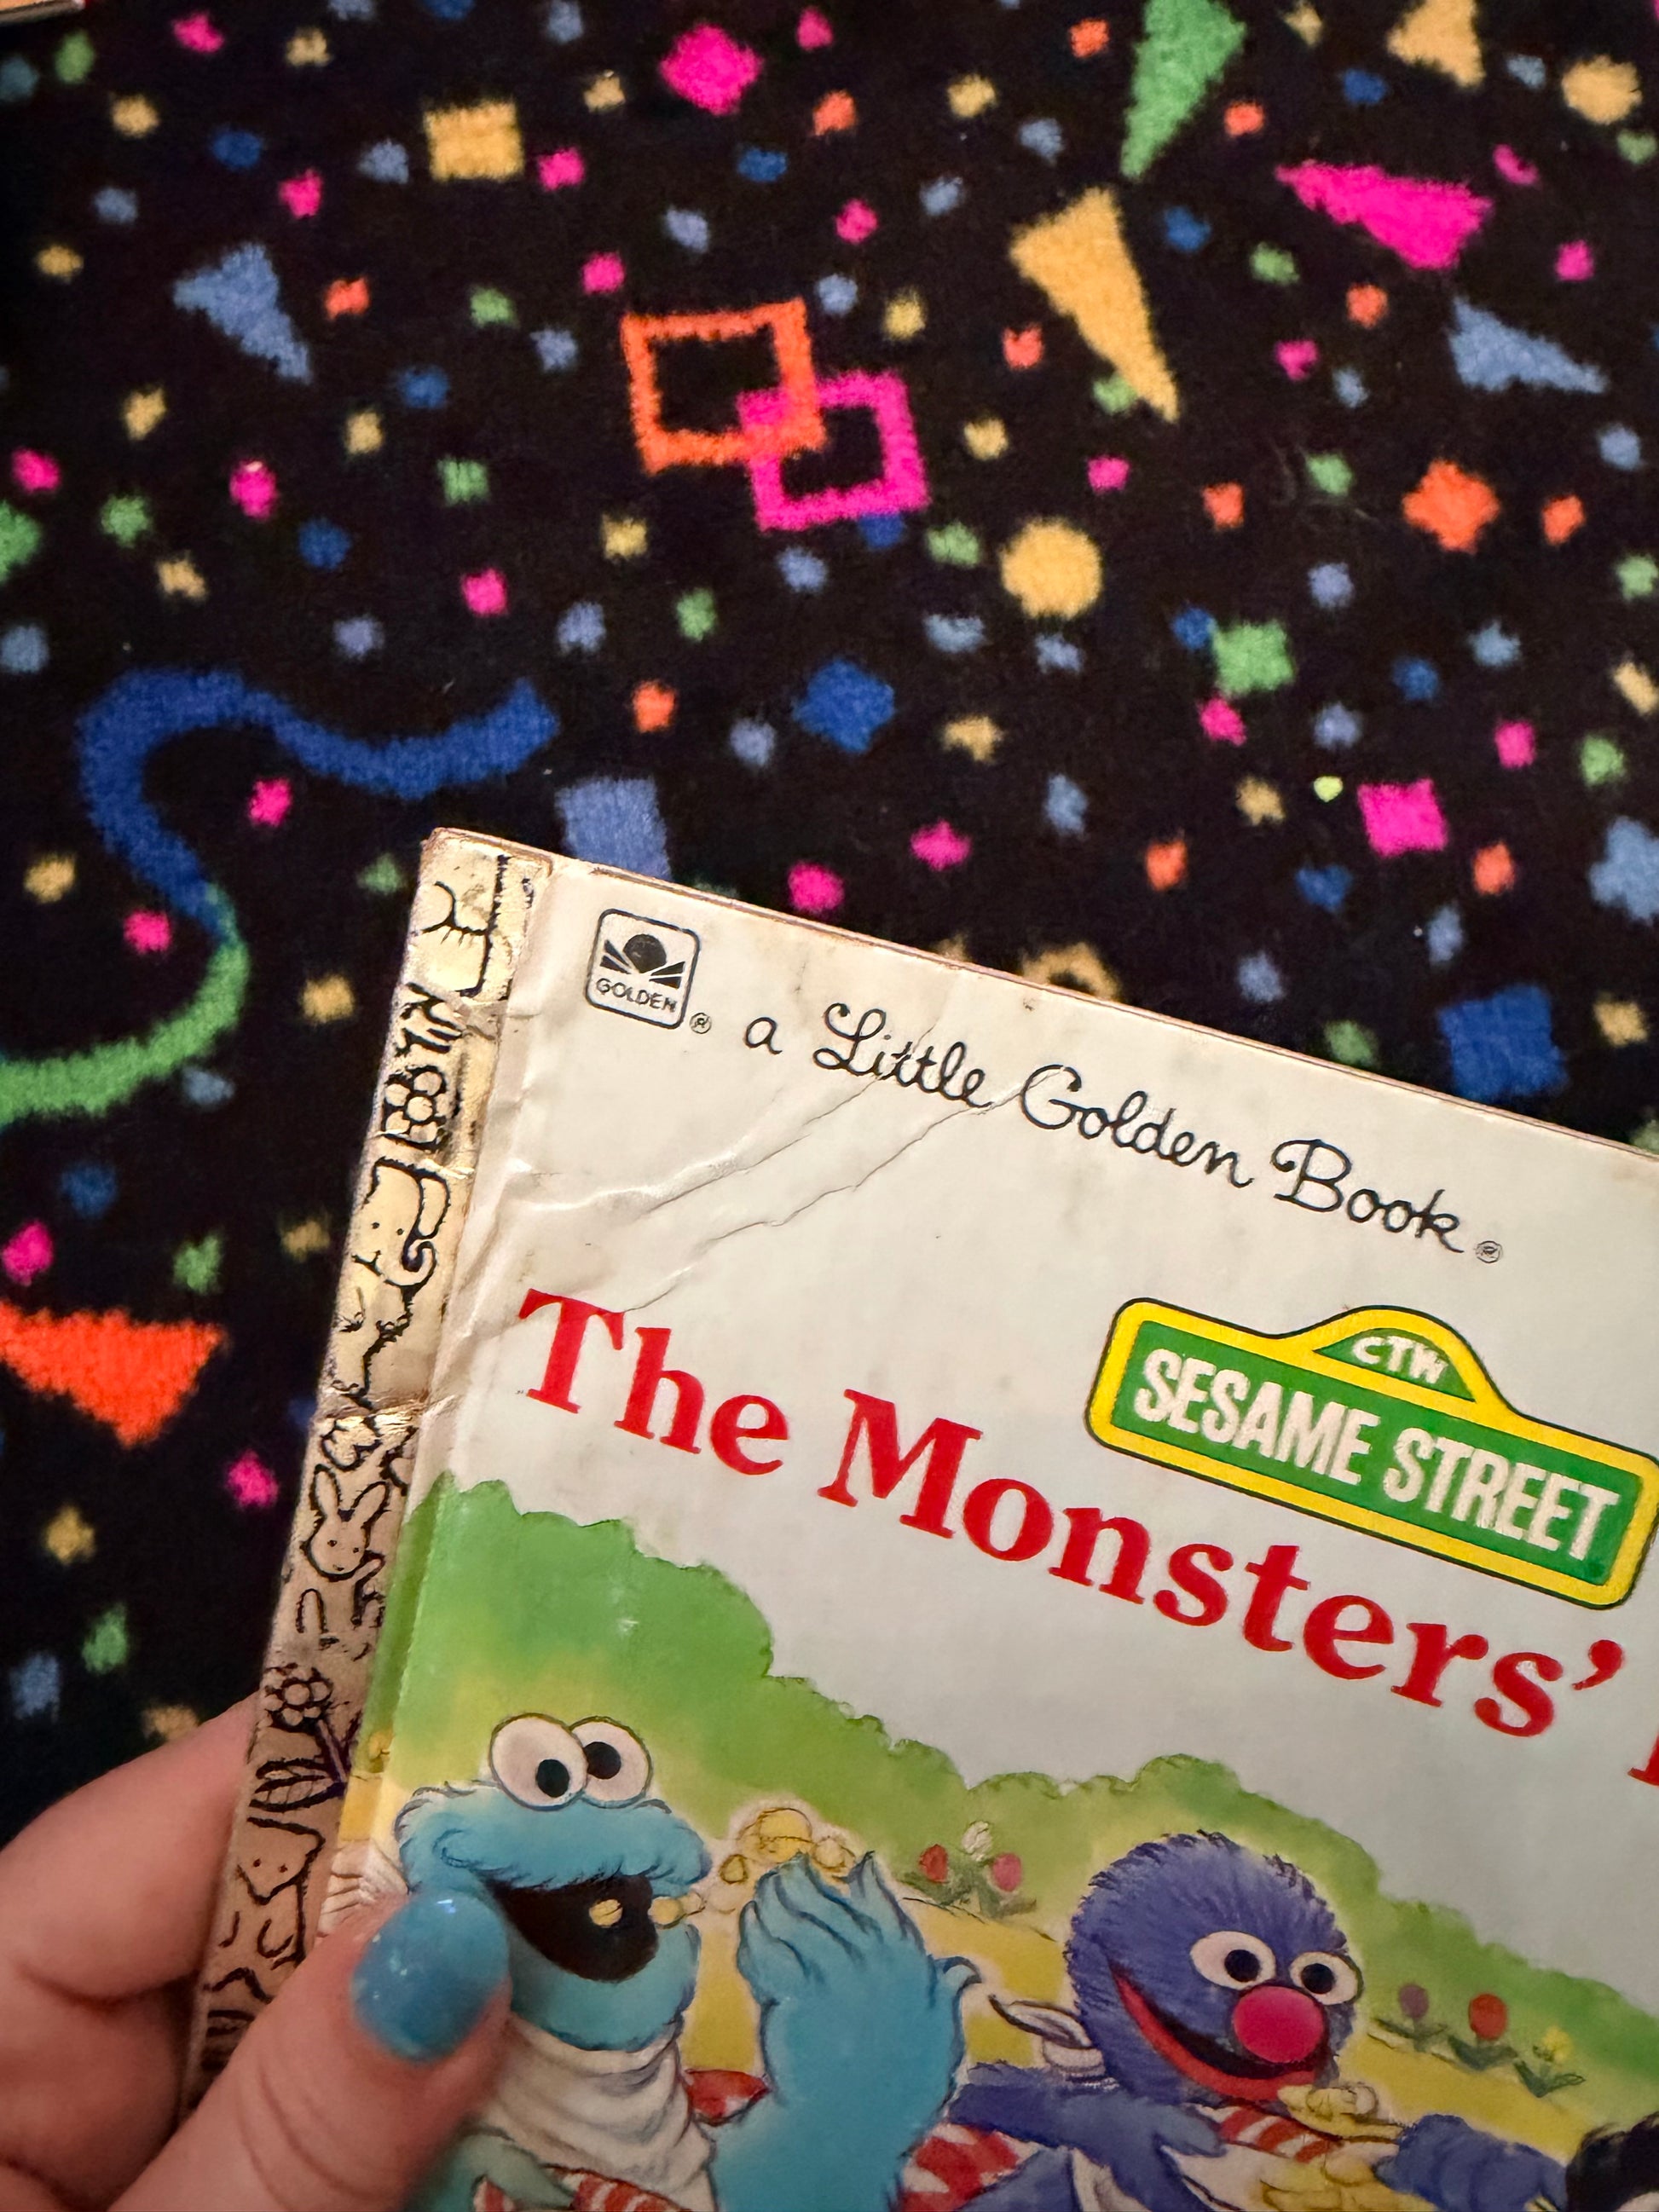 GOLDEN®
a Little Golden Book®
CTW
SESAME STREET
The Monsters'